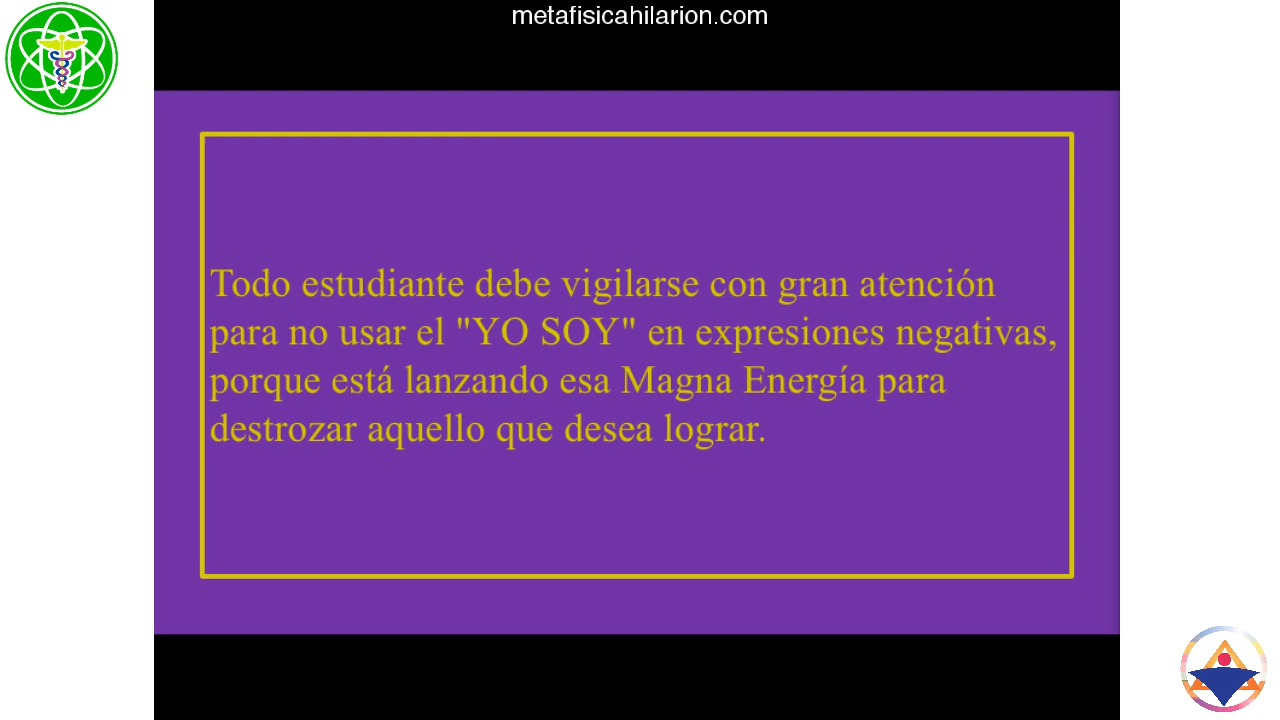 metafisicahilarion.com
Todo estudiante debe vigilarse con gran atención
para no usar el "YO SOY" en expresiones negativas,
porque está lanzando esa Magna Energía para
destrozar aquello que desea lograr.